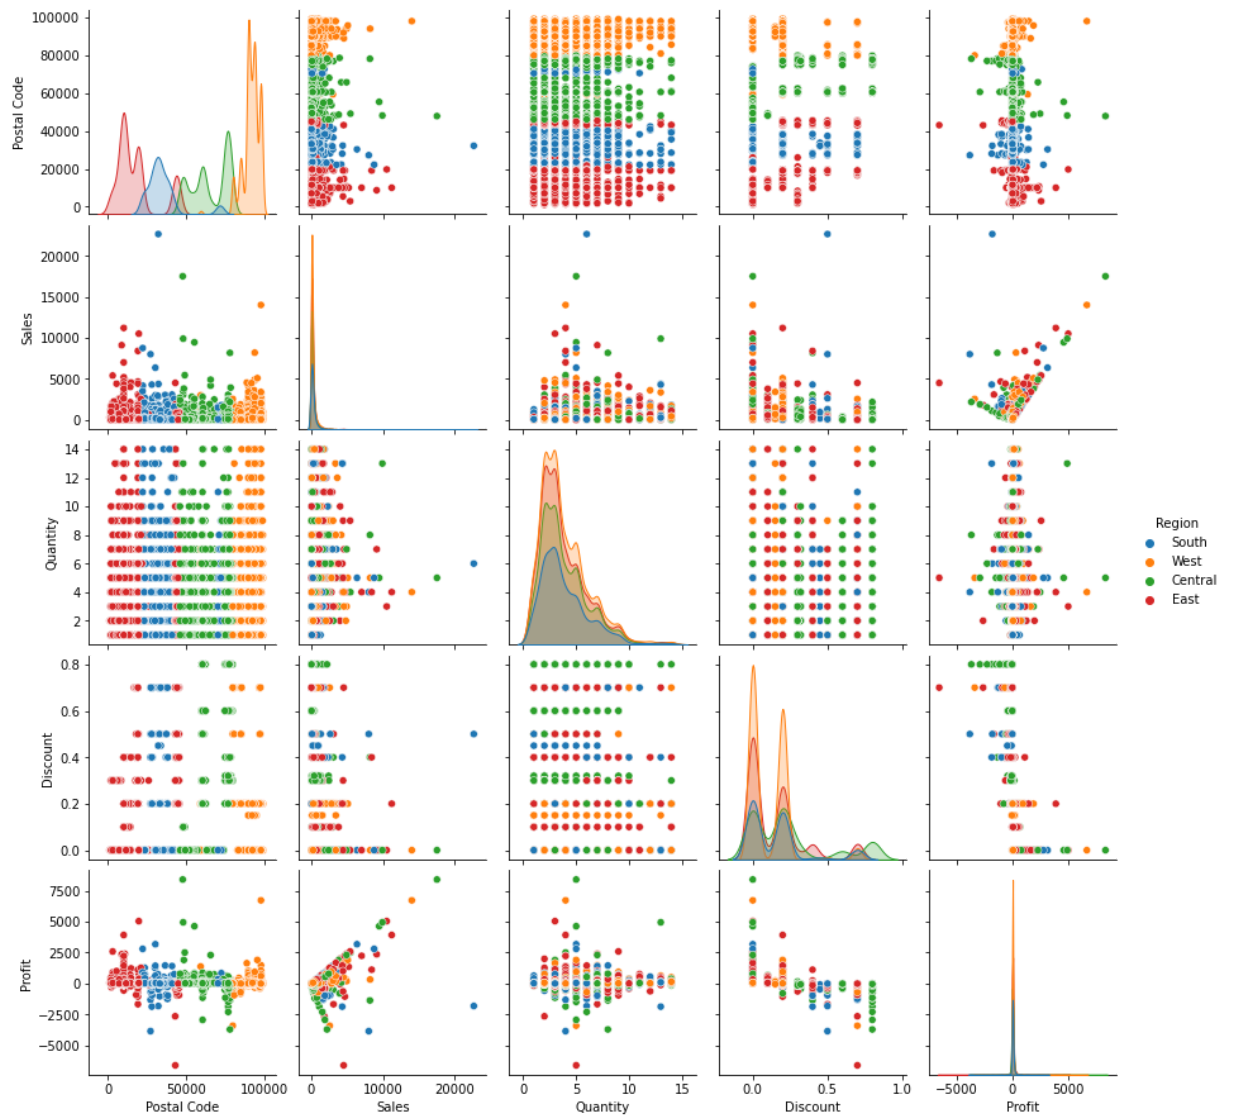 100000
80000
60000
40000
20000
0
Postal Code
20000
15000
10000
5000
0
Sales
14
12
10
8
6
4
2
Quantity
Region
South
West
Central
East
0.8
0.6
0.4
0.2
0.0
Discount
7500
5000
2500
0
−2500
−5000
Profit
0 50000 100000 0 10000 20000 0 5 10 15 0.0 0.5 1.0 −5000 0 5000
Postal Code Sales Quantity Discount Profit